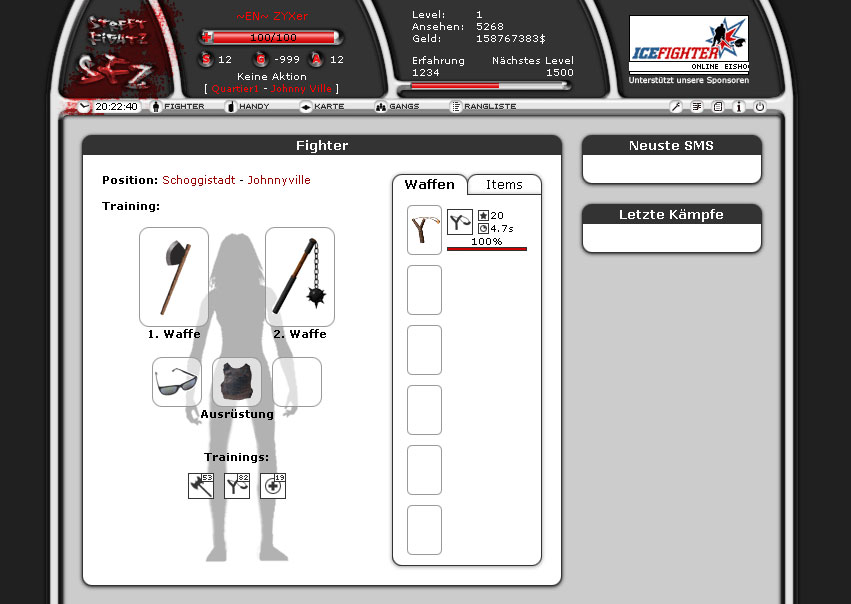 STREET
FIGHTZ
SFZ
~EN~ ZYXer
100/100
S 12 G -999 A 12
Keine Aktion
[ Quartier1 - Johnny Ville ]
Level: 1
Ansehen: 5268
Geld: 158767383$
Erfahrung Nächstes Level
1234 1500
ICEFIGHTER
ONLINE EISHO
Unterstützt unsere Sponsoren
20:22:40 FIGHTER HANDY KARTE GANGS RANGLISTE
Fighter
Position: Schoggistadt - Johnnyville
Training:
1. Waffe 2. Waffe
Ausrüstung
Trainings:
53 82 19
Waffen Items
20
4.7s
100%
Neuste SMS
Letzte Kämpfe